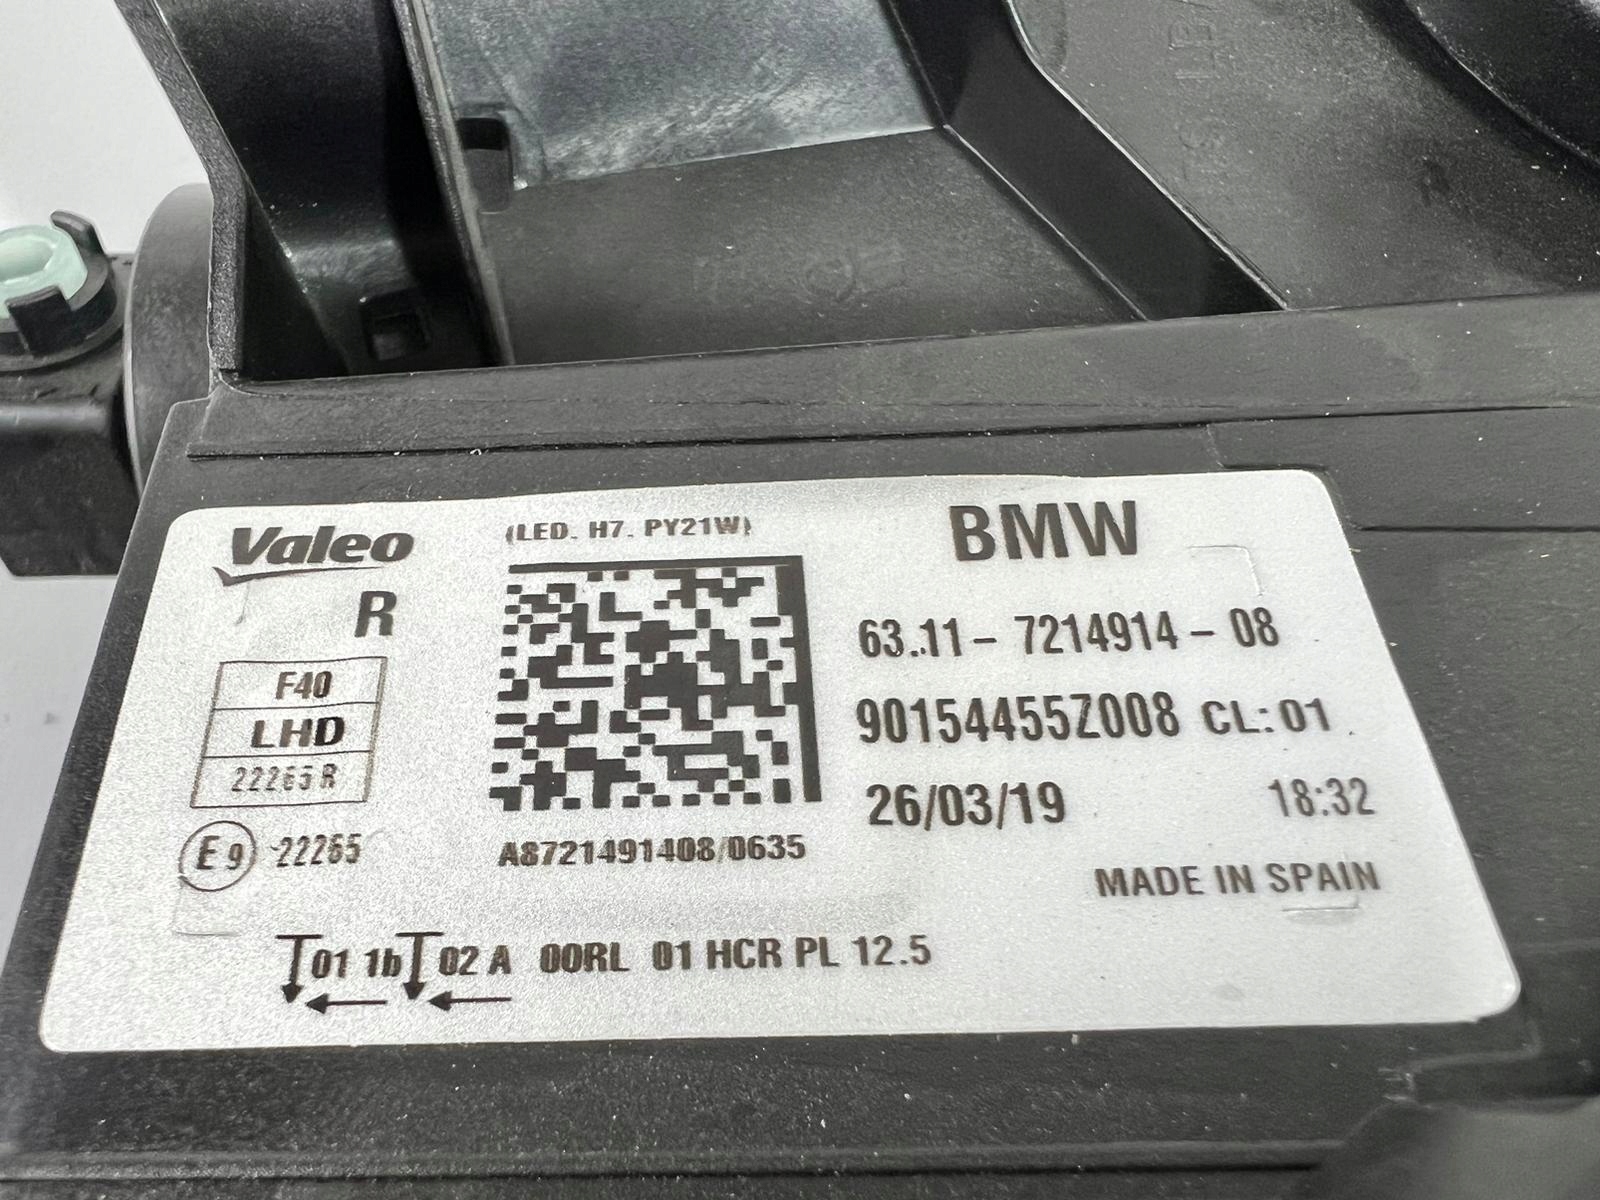 Valeo
(LED. H7. PY21W)
BMW
R
F40
LHD
22265 R
E9 22265
A8721491408/0635
63..11 - 7214914 - 08
90154455Z008 CL: 01
26/03/19 18:32
MADE IN SPAIN
01 1b 02 A 00RL 01 HCR PL 12.5